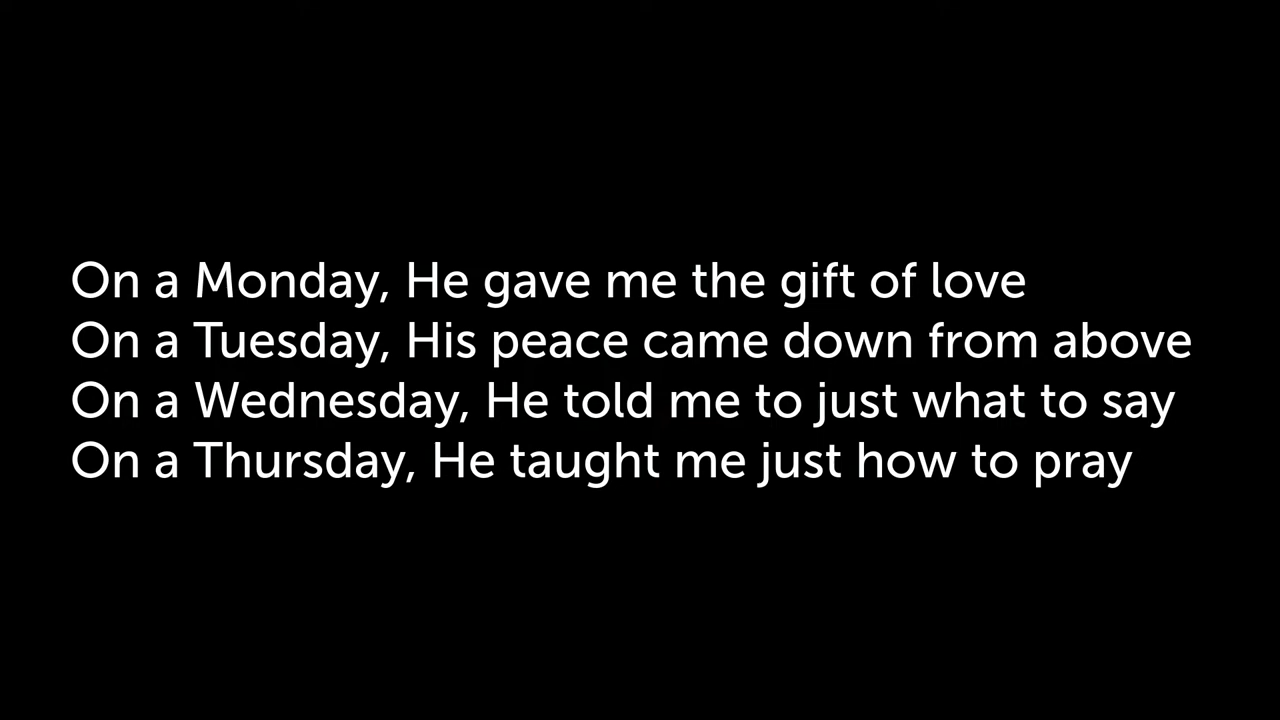 On a Monday, He gave me the gift of love
On a Tuesday, His peace came down from above
On a Wednesday, He told me to just what to say
On a Thursday, He taught me just how to pray